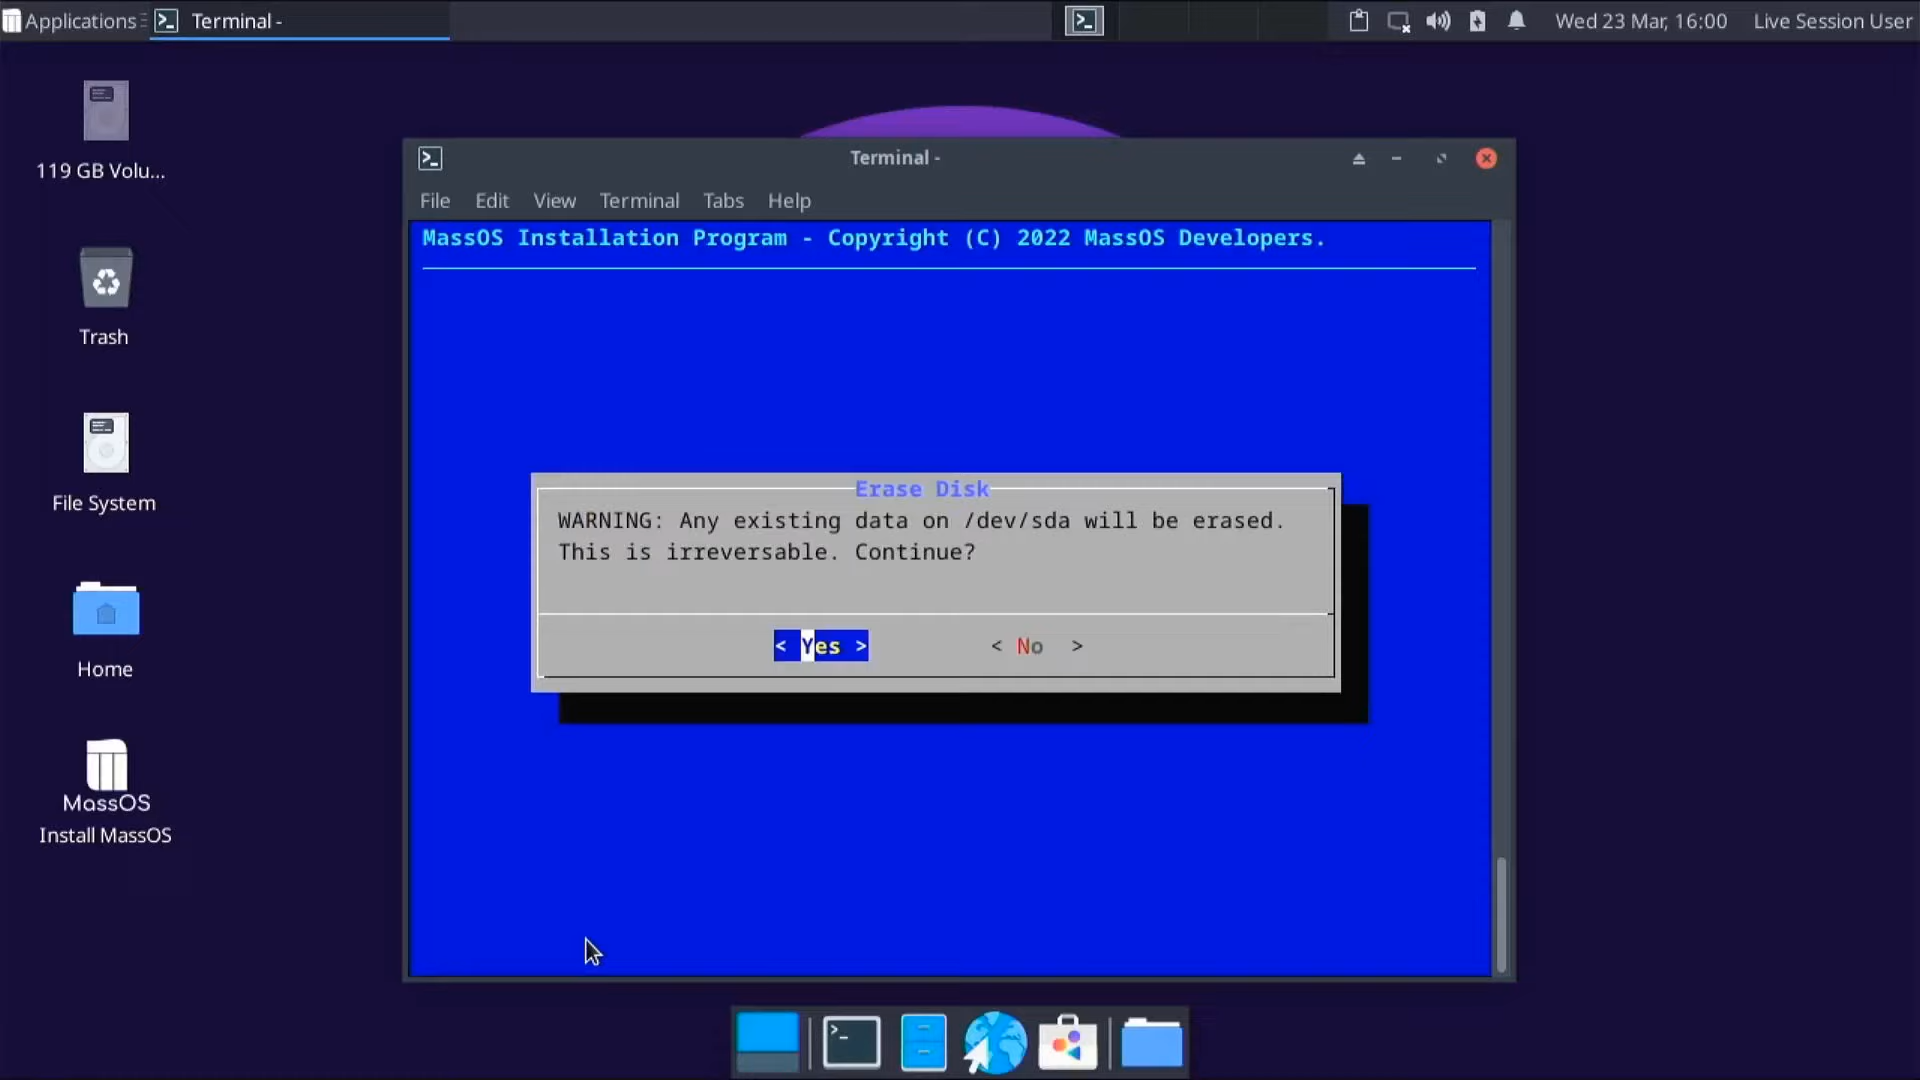 Applications
Terminal -
Wed 23 Mar, 16:00
Live Session User
119 GB Volu...
Trash
File System
Home
MassOS
Install MassOS
Terminal -
File Edit View Terminal Tabs Help
MassOS Installation Program - Copyright (C) 2022 MassOS Developers.
Erase Disk
WARNING: Any existing data on /dev/sda will be erased.
This is irreversable. Continue?
< Yes > < No >